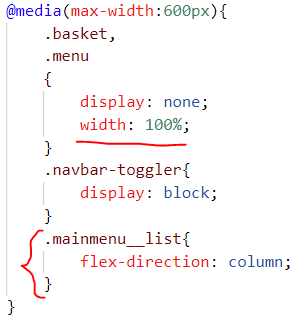 @media(max-width:600px){
.basket,
.menu
{
display: none;
width: 100%;
}
.navbar-toggler{
display: block;
}
.mainmenu__list{
flex-direction: column;
}
}